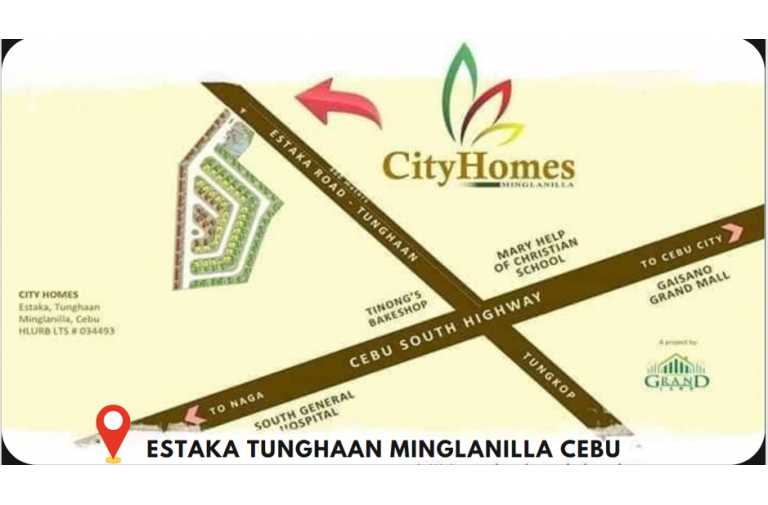 CityHomes
MINGLANILLA
ESTAKA ROAD - TUNGHAAN
MARY HELP
OF CHRISTIAN
SCHOOL
TO CEBU CITY
GAISANO
GRAND MALL
TINONG'S
BAKESHOP
CEBU SOUTH HIGHWAY
CITY HOMES
Estaka, Tunghaan
Minglanilla, Cebu
HLURB LTS # 034493
A project by:
GRAND
LAND
TUNGKOP
TO NAGA
SOUTH GENERAL
HOSPITAL
ESTAKA TUNGHAAN MINGLANILLA CEBU